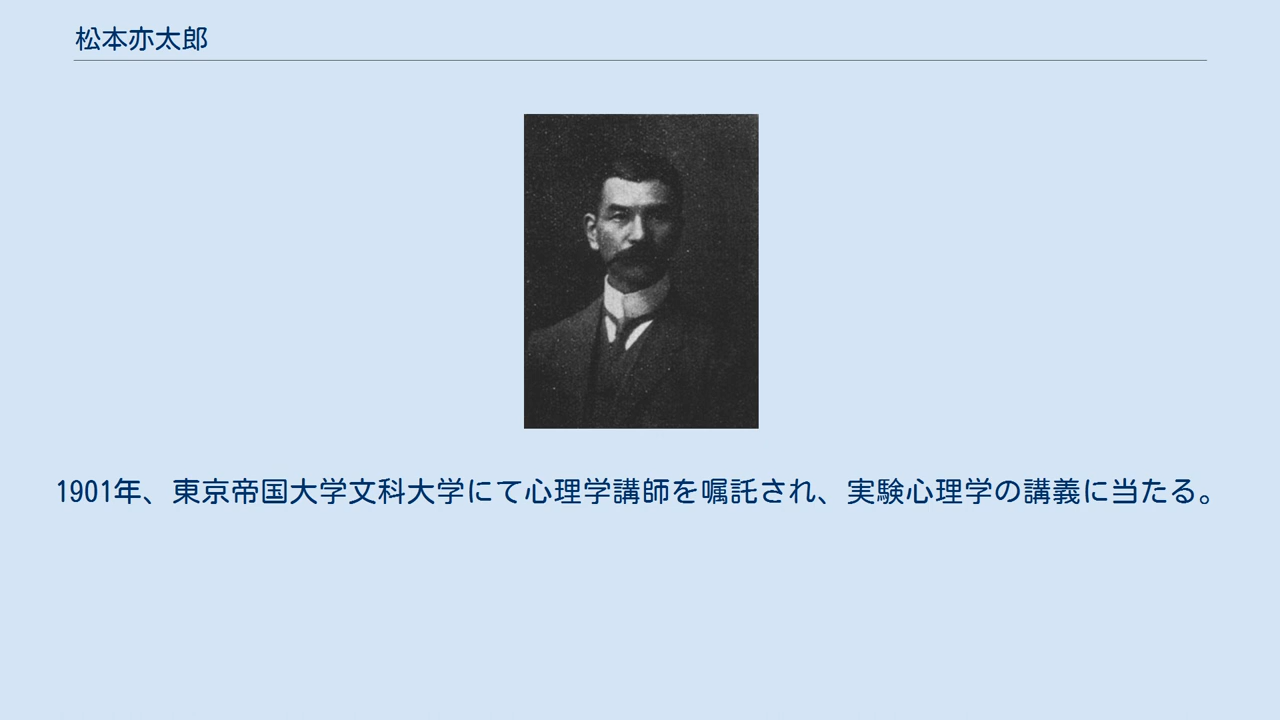 松本亦太郎
1901年、東京帝国大学文科大学にて心理学講師を嘱託され、実験心理学の講義に当たる。